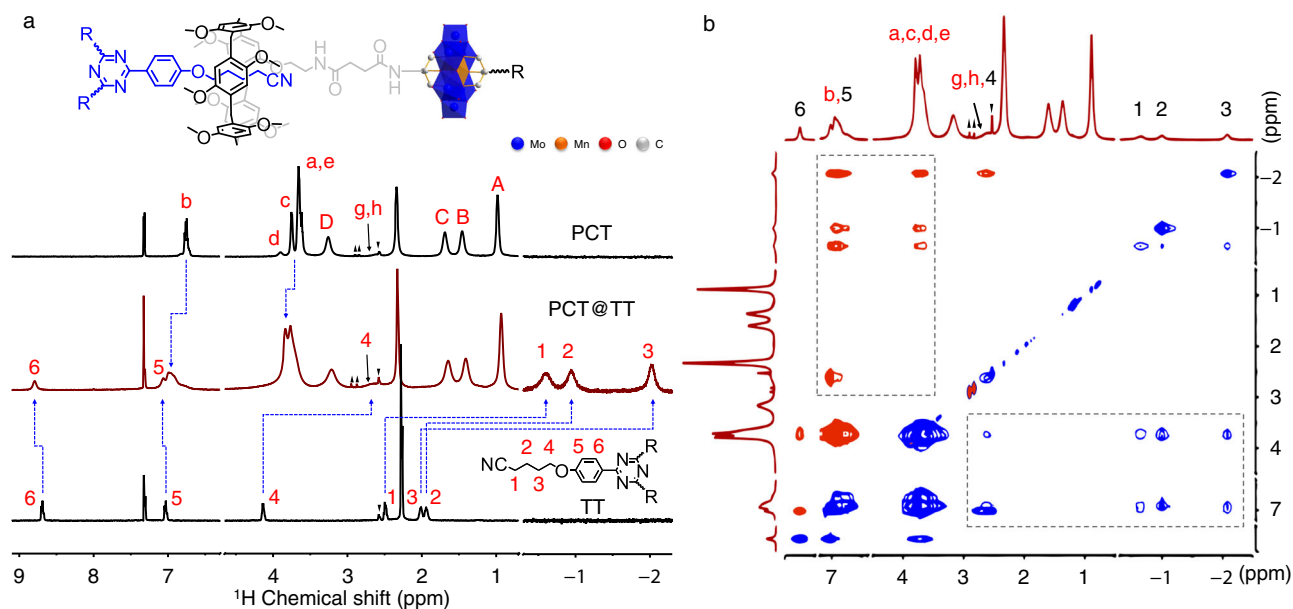 a
R
N
N
N
R
O
CN
O
O
O
O
O
O
O
O
H
N
O
O
N
H
R
Mo
Mn
O
C
b
d
c
a,e
D
g,h
C
B
A
PCT
PCT@TT
6
5
4
1
2
3
2
4
5
6
NC
O
N
N
N
R
R
1
3
TT
6
5
4
1
3
2
9
8
7
6
4
3
2
1
−1
−2
¹H Chemical shift (ppm)
b
a,c,d,e
g,h,4
6
b,5
1
2
3
(ppm)
−2
−1
1
2
3
4
7
7
4
3
2
1
−1
−2
(ppm)